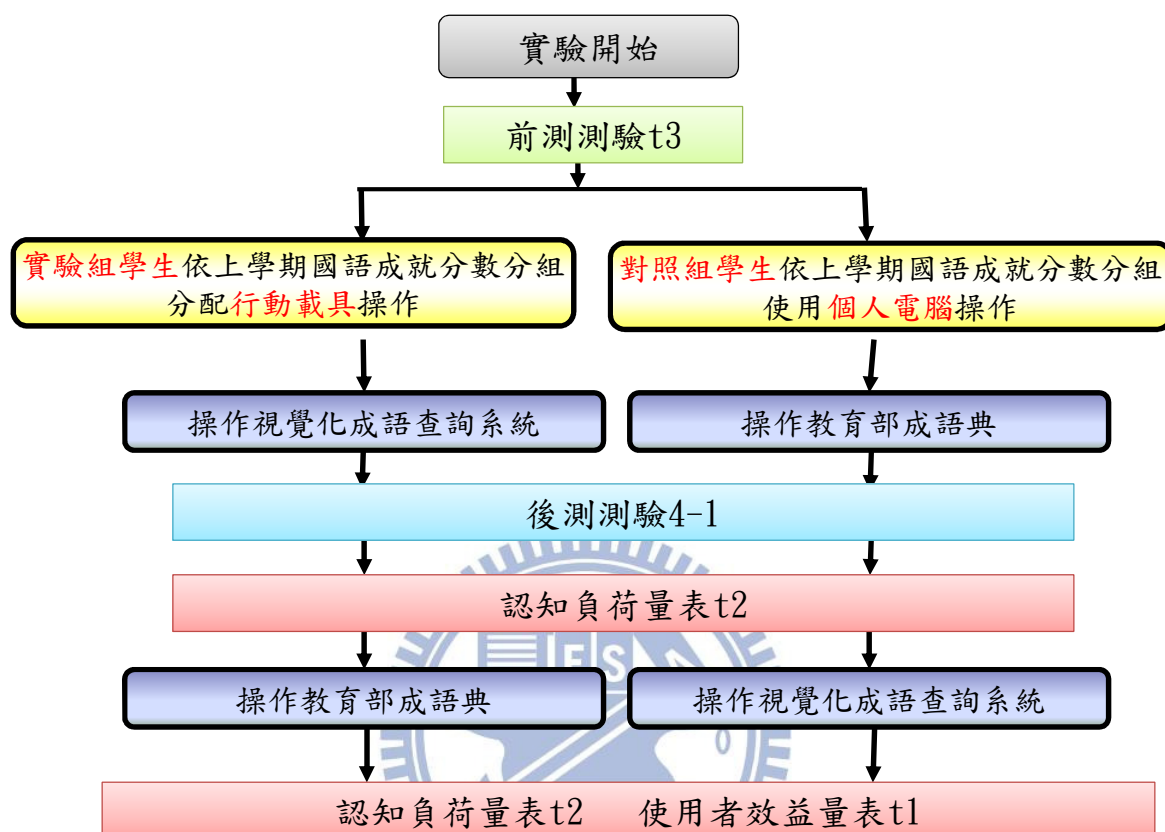 實驗開始
前測測驗t3
實驗組學生依上學期國語成就分數分組
分配行動載具操作
對照組學生依上學期國語成就分數分組
使用個人電腦操作
操作視覺化成語查詢系統
操作教育部成語典
後測測驗4-1
認知負荷量表t2
ES
操作教育部成語典
操作視覺化成語查詢系統
認知負荷量表t2 使用者效益量表t1